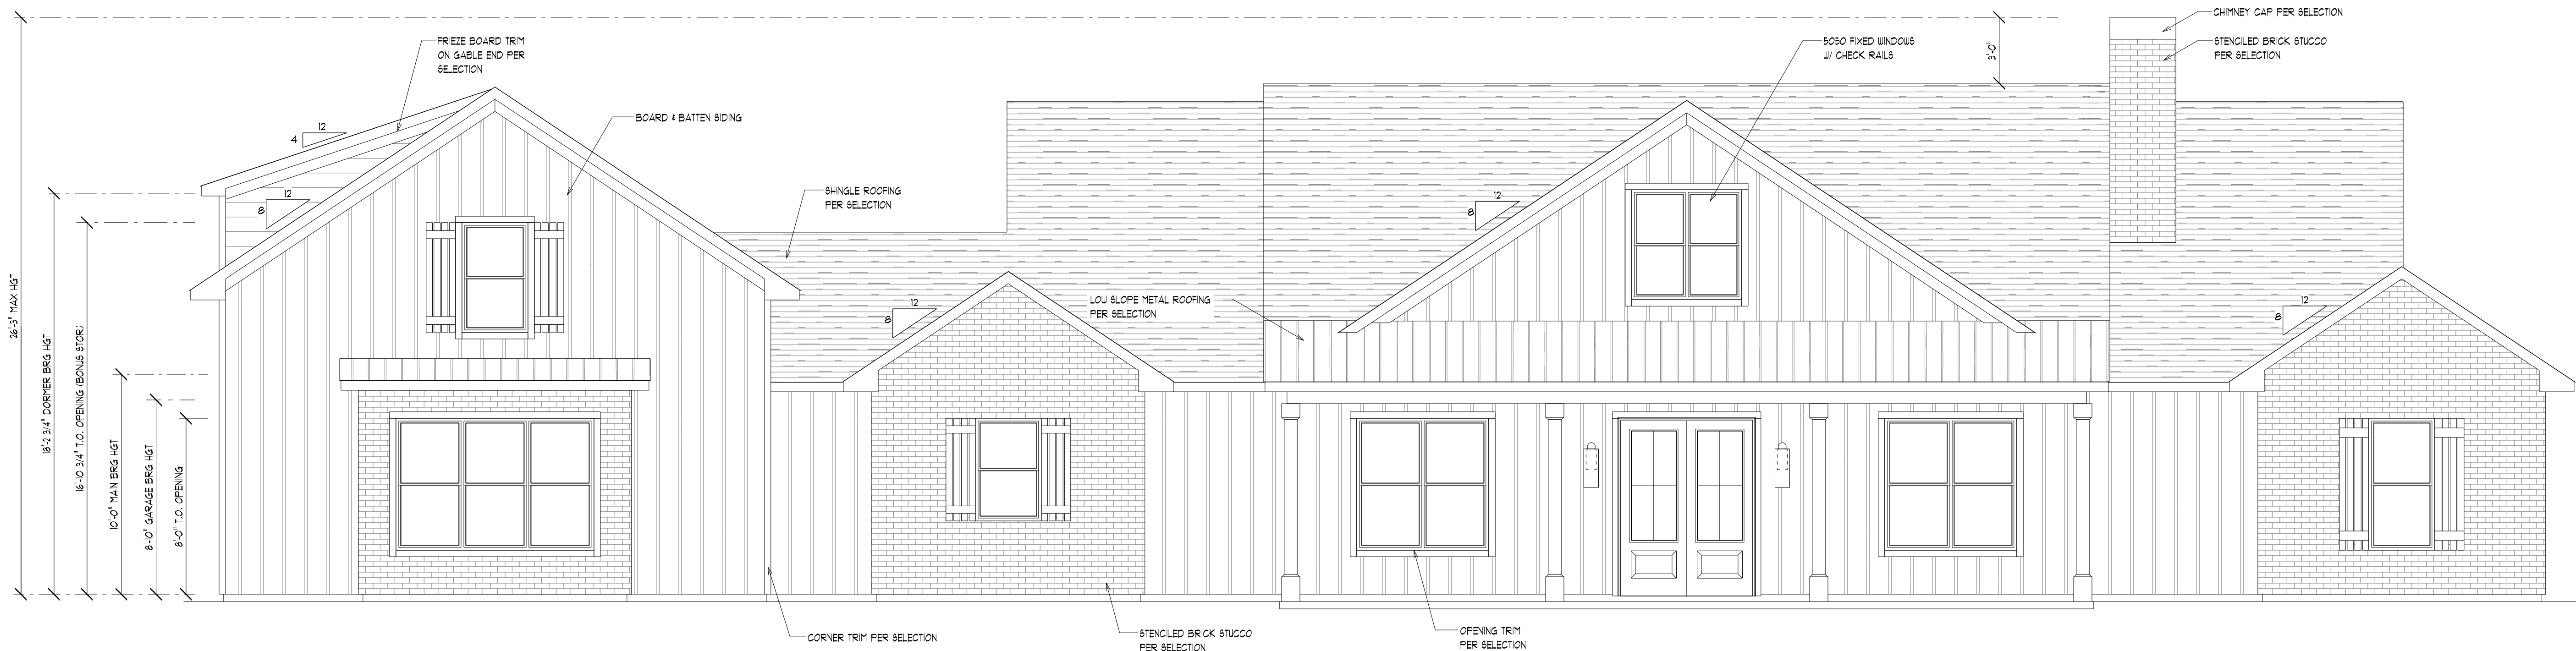 CHIMNEY CAP PER SELECTION
FRIEZE BOARD TRIM
ON GABLE END PER
SELECTION
5050 FIXED WINDOWS
W/ CHECK RAILS
3'-0"
STENCILED BRICK STUCCO
PER SELECTION
BOARD & BATTEN SIDING
12
4
SHINGLE ROOFING
PER SELECTION
12
8
12
8
LOW SLOPE METAL ROOFING
PER SELECTION
12
8
12
8
26'-3" MAX HGT
18'-2 3/4" DORMER BRG HGT
16'-10 3/4" T.O. OPENING (BONUS STOR)
10'-0" MAIN BRG HGT
8'-10" GARAGE BRG HGT
8'-0" T.O. OPENING
CORNER TRIM PER SELECTION
STENCILED BRICK STUCCO
PER SELECTION
OPENING TRIM
PER SELECTION